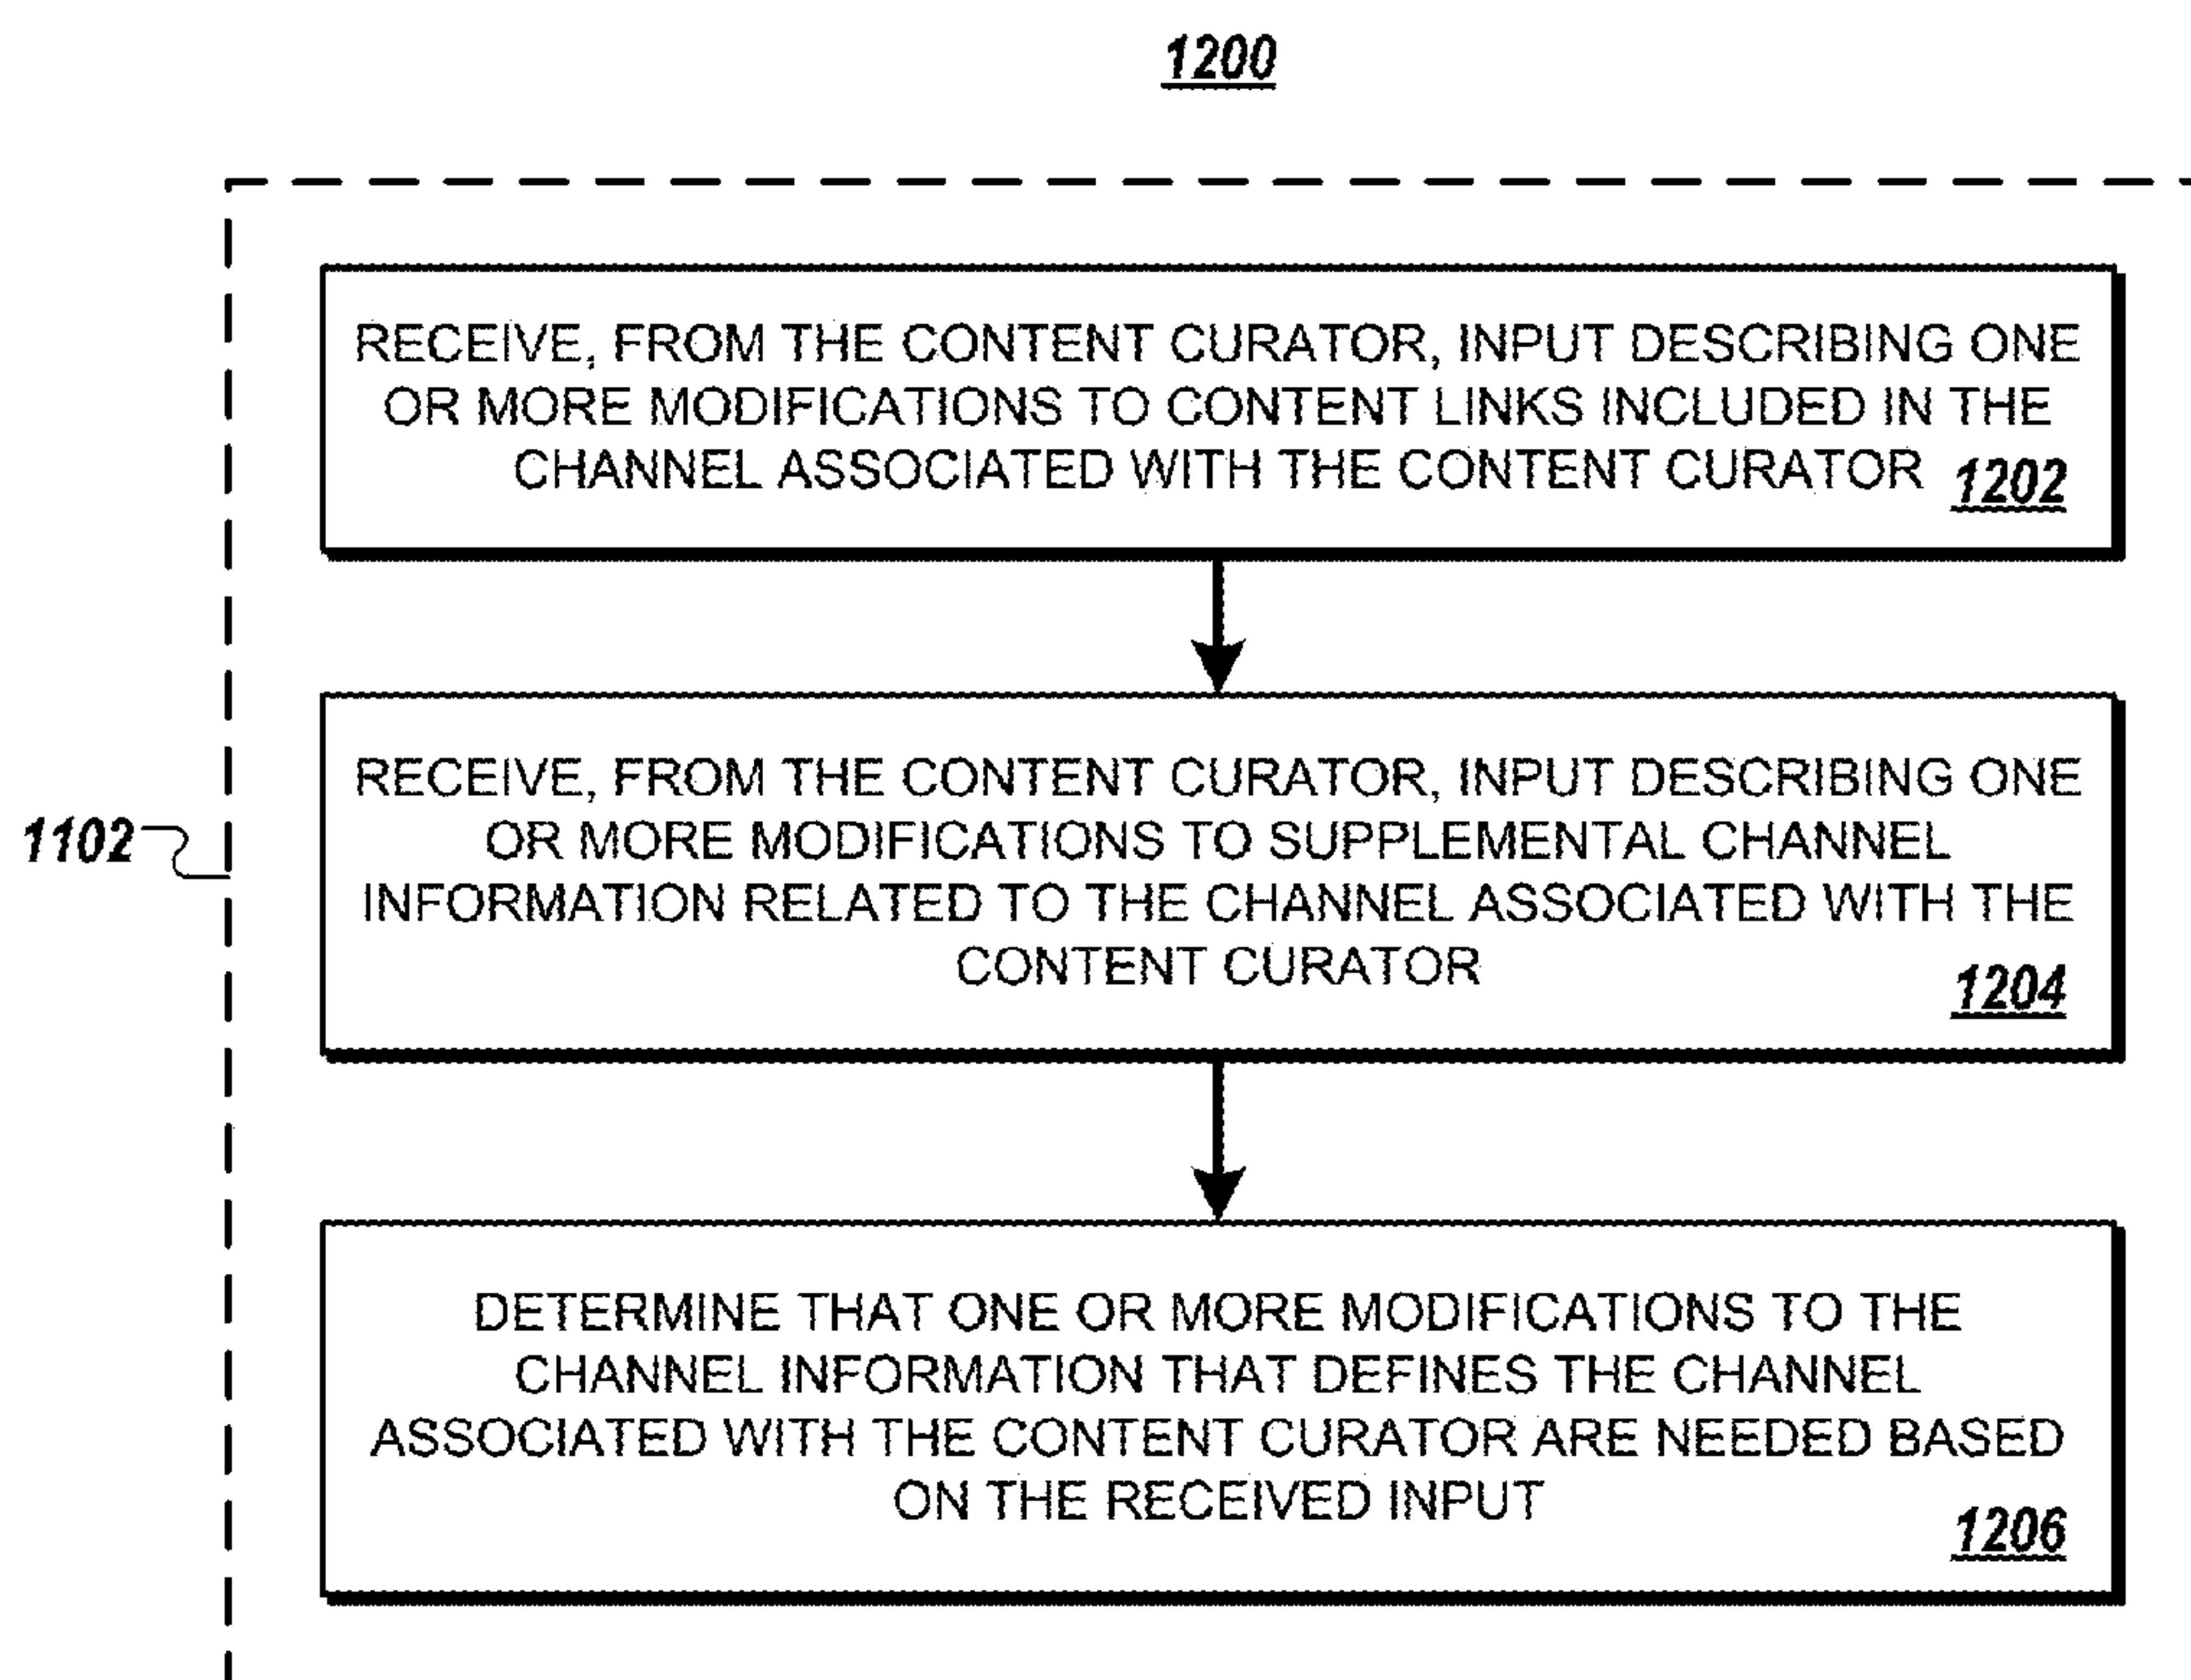 1200
RECEIVE, FROM THE CONTENT CURATOR, INPUT DESCRIBING ONE
OR MORE MODIFICATIONS TO CONTENT LINKS INCLUDED IN THE
CHANNEL ASSOCIATED WITH THE CONTENT CURATOR 1202
RECEIVE, FROM THE CONTENT CURATOR, INPUT DESCRIBING ONE
OR MORE MODIFICATIONS TO SUPPLEMENTAL CHANNEL
INFORMATION RELATED TO THE CHANNEL ASSOCIATED WITH THE
CONTENT CURATOR
1204
1102
DETERMINE THAT ONE OR MORE MODIFICATIONS TO THE
CHANNEL INFORMATION THAT DEFINES THE CHANNEL
ASSOCIATED WITH THE CONTENT CURATOR ARE NEEDED BASED
ON THE RECEIVED INPUT
1206